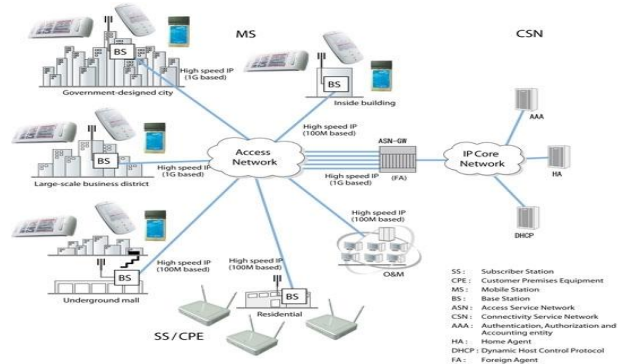 MS
CSN
BS
Government-designed city
High speed IP
(1G based)
BS
Inside building
High speed IP
(100M based)
AAA
BS
Large-scale business district
High speed IP
(1G based)
Access
Network
ASN-GW
(FA)
High speed IP
(1G based)
IP Core
Network
HA
DHCP
BS
Underground mall
High speed IP
(100M based)
High speed IP
(100M based)
BS
Residential
High speed IP
(100M based)
O&M
SS/CPE
SS : Subscriber Station
CPE : Customer Premises Equipment
MS : Mobile Station
BS : Base Station
ASN : Access Service Network
CSN : Connectivity Service Network
AAA : Authentication, Authorization and
Accounting entity
HA : Home Agent
DHCP : Dynamic Host Control Protocol
FA : Foreign Agent